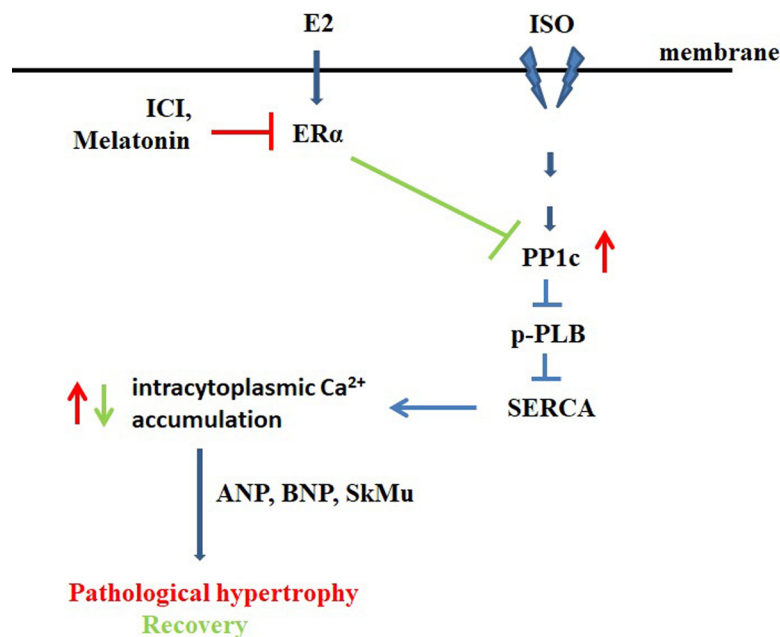 E2
ISO
membrane
ICI,
Melatonin
ERα
PP1c
p-PLB
SERCA
intracytoplasmic Ca²⁺
accumulation
ANP, BNP, SkMu
Pathological hypertrophy
Recovery